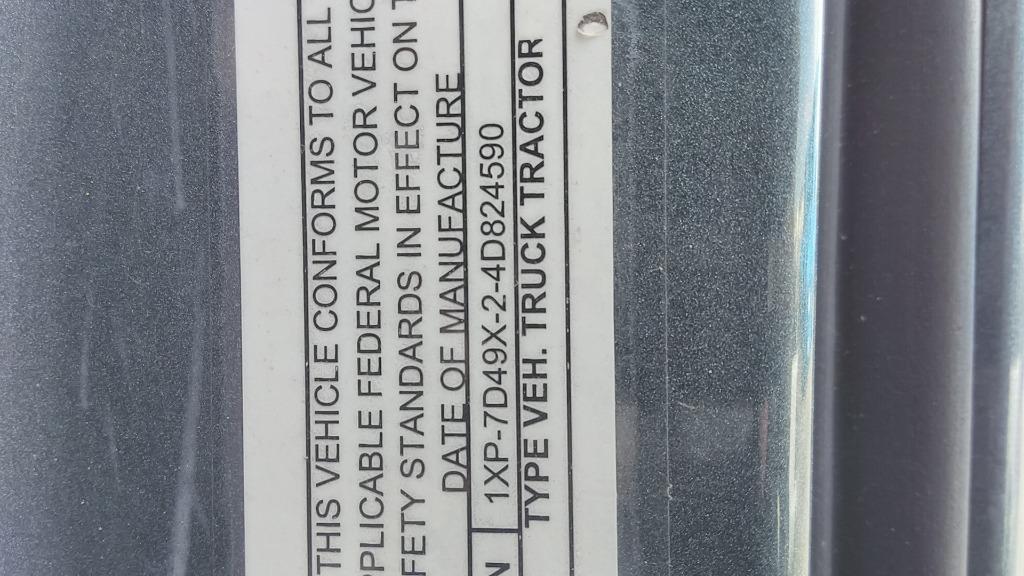 THIS VEHICLE CONFORMS TO ALL
APPLICABLE FEDERAL MOTOR VEHIC
FETY STANDARDS IN EFFECT ON T
DATE OF MANUFACTURE
N 1XP-7D49X-2-4D824590
TYPE VEH. TRUCK TRACTOR